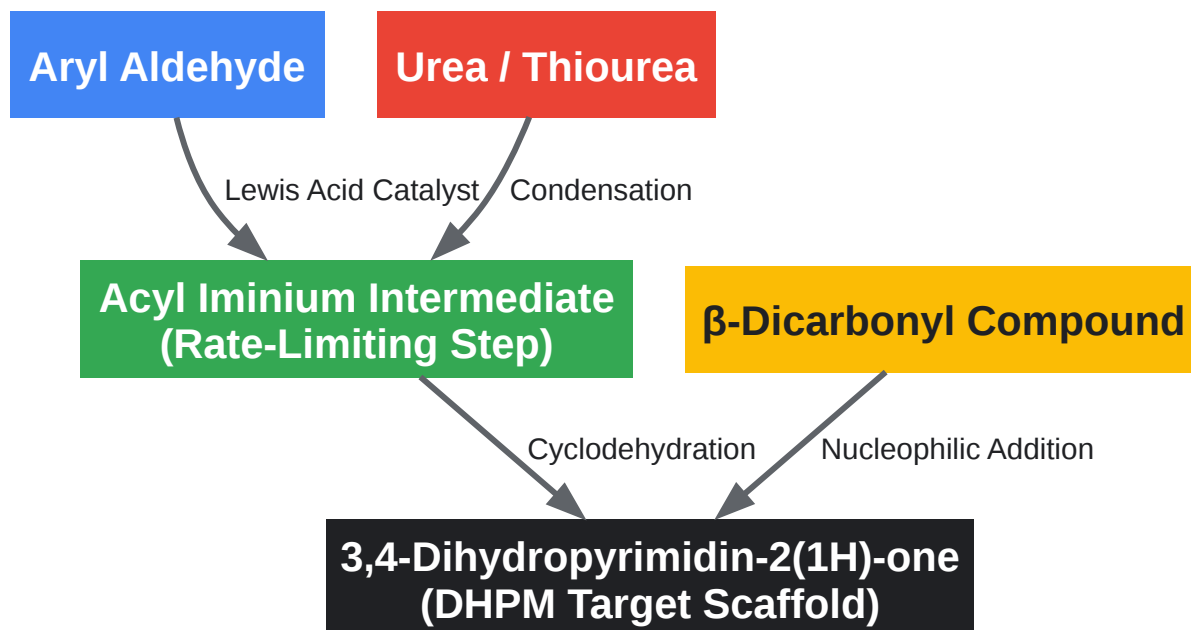 Aryl Aldehyde
Urea / Thiourea
Lewis Acid Catalyst
Condensation
Acyl Iminium Intermediate
(Rate-Limiting Step)
β-Dicarbonyl Compound
Cyclodehydration
Nucleophilic Addition
3,4-Dihydropyrimidin-2(1H)-one
(DHPM Target Scaffold)